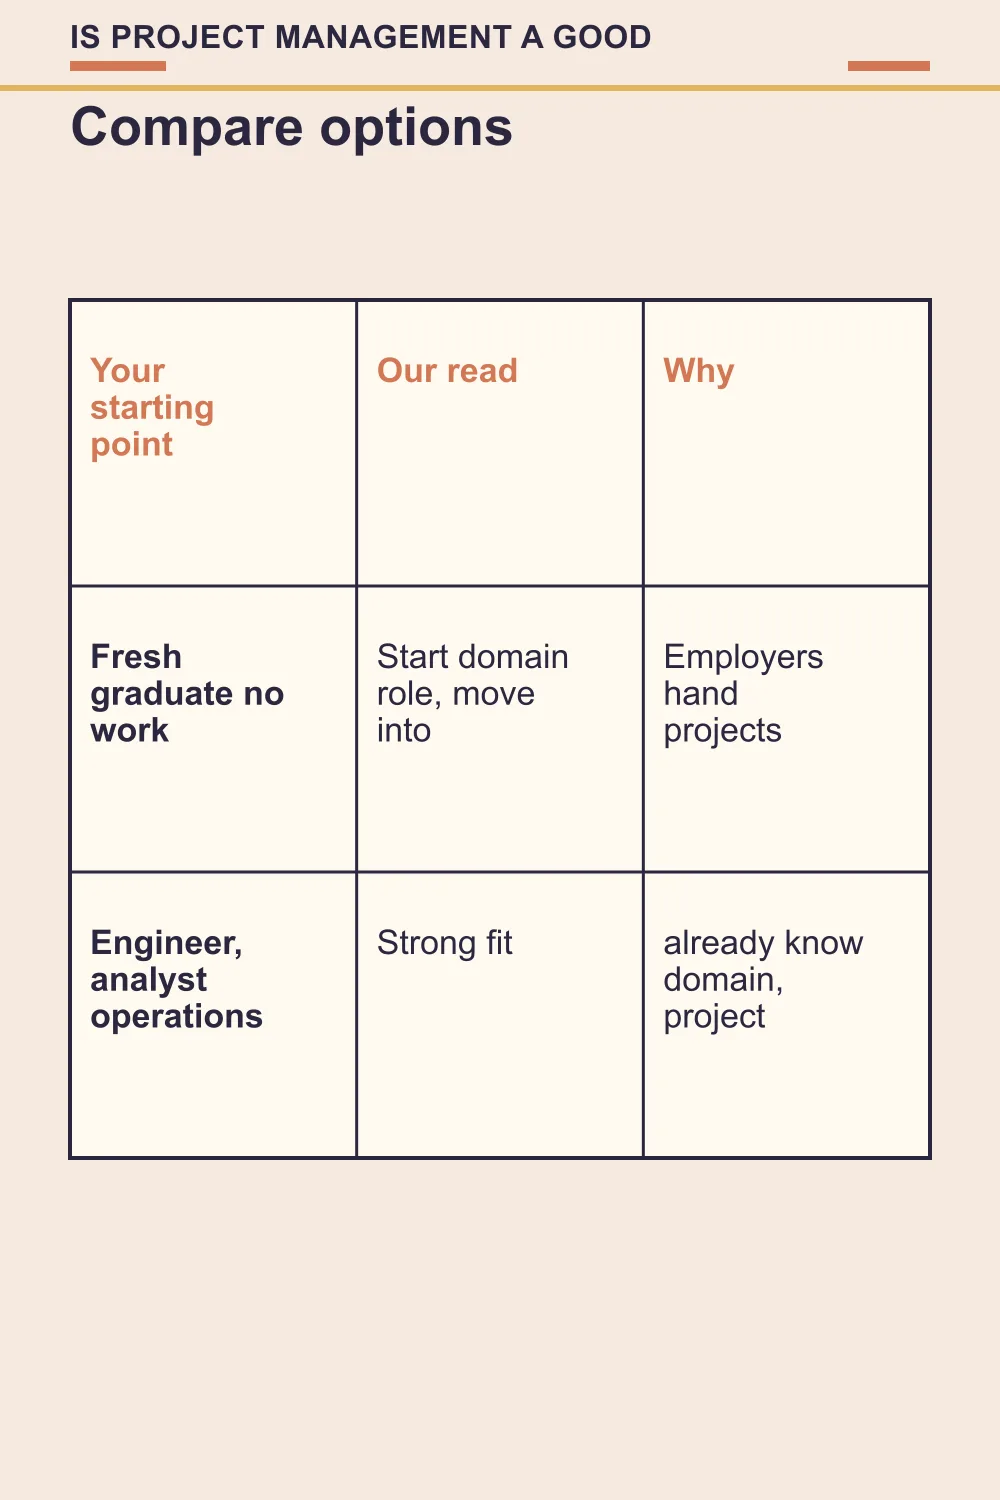 IS PROJECT MANAGEMENT A GOOD
Compare options
Your
starting
point
Our read
Why
Fresh
graduate no
work
Start domain
role, move
into
Employers
hand
projects
Engineer,
analyst
operations
Strong fit
already know
domain,
project